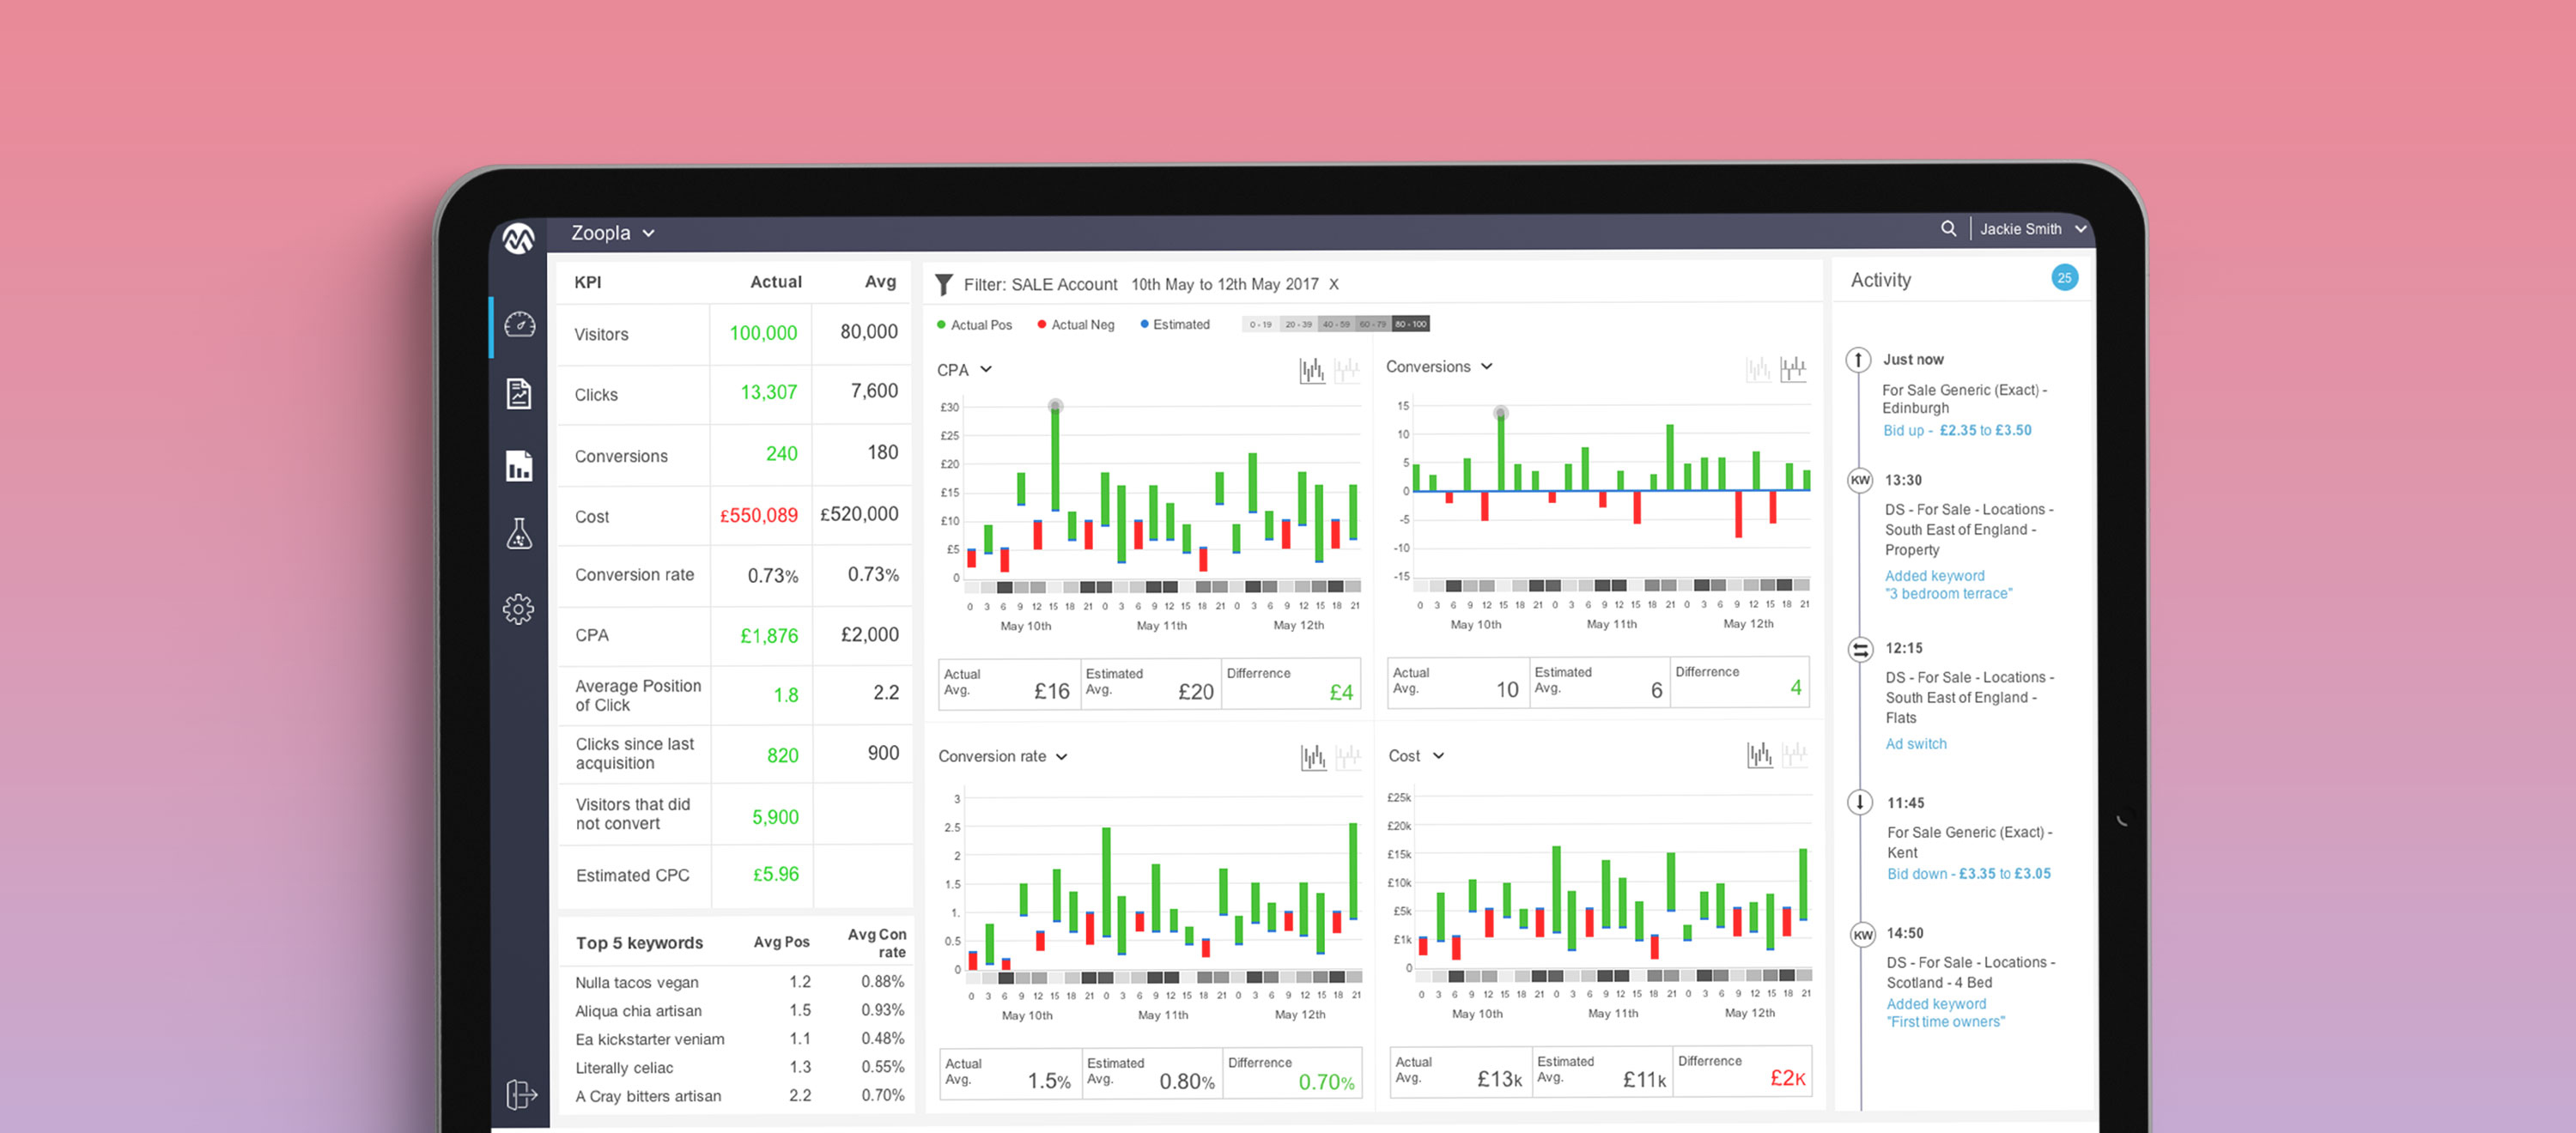 Zoopla
Jackie Smith
KPI Actual Avg
Visitors 100,000 80,000
Clicks 13,307 7,600
Conversions 240 180
Cost £550,089 £520,000
Conversion rate 0.73% 0.73%
CPA £1,876 £2,000
Average Position
of Click 1.8 2.2
Clicks since last
acquisition 820 900
Visitors that did
not convert 5,900
Estimated CPC £5.96
Top 5 keywords Avg Pos Avg Con
rate
Nulla tacos vegan 1.2 0.88%
Aliqua chia artisan 1.5 0.93%
Ea kickstarter veniam 1.1 0.48%
Literally celiac 1.3 0.55%
A Cray bitters artisan 2.2 0.70%
Filter: SALE Account 10th May to 12th May 2017 X
Actual Pos Actual Neg Estimated 0 - 19 20 - 39 40 - 59 60 - 79 80 - 100
CPA
£30
£25
£20
£15
£10
£5
0
0 3 6 9 12 15 18 21 0 3 6 9 12 15 18 21 0 3 6 9 12 15 18 21
May 10th May 11th May 12th
Actual
Avg. £16
Estimated
Avg. £20
Differrence
£4
Conversions
15
10
5
0
-5
-10
-15
0 3 6 9 12 15 18 21 0 3 6 9 12 15 18 21 0 3 6 9 12 15 18 21
May 10th May 11th May 12th
Actual
Avg. 10
Estimated
Avg. 6
Differrence
4
Conversion rate
3
2.5
2
1.5
1.
0.5
0
0 3 6 9 12 15 18 21 0 3 6 9 12 15 18 21 0 3 6 9 12 15 18 21
May 10th May 11th May 12th
Actual
Avg. 1.5%
Estimated
Avg. 0.80%
Differrence
0.70%
Cost
£25k
£20k
£15k
£10k
£5k
£1k
0
0 3 6 9 12 15 18 21 0 3 6 9 12 15 18 21 0 3 6 9 12 15 18 21
May 10th May 11th May 12th
Actual
Avg. £13K
Estimated
Avg. £11K
Differrence
£2K
Activity 25
Just now
For Sale Generic (Exact) -
Edinburgh
Bid up - £2.35 to £3.50
KW 13:30
DS - For Sale - Locations -
South East of England -
Property
Added keyword
"3 bedroom terrace"
12:15
DS - For Sale - Locations -
South East of England -
Flats
Ad switch
11:45
For Sale Generic (Exact) -
Kent
Bid down - £3.35 to £3.05
KW 14:50
DS - For Sale - Locations -
Scotland - 4 Bed
Added keyword
"First time owners"